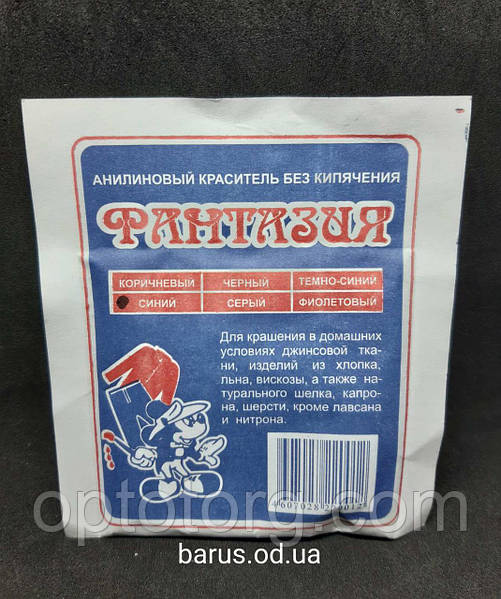 АНИЛИНОВЫЙ КРАСИТЕЛЬ БЕЗ КИПЯЧЕНИЯ
ФАНТАЗИЯ
КОРИЧНЕВЫЙ ЧЕРНЫЙ ТЕМНО-СИНИЙ
СИНИЙ СЕРЫЙ ФИОЛЕТОВЫЙ
Для крашения в домашних
условиях джинсовой тка-
ни, изделий из хлопка,
льна, вискозы, а также на-
турального шелка, капро-
на, шерсти, кроме лавсана
и нитрона.
optotorg.com
barus.od.ua